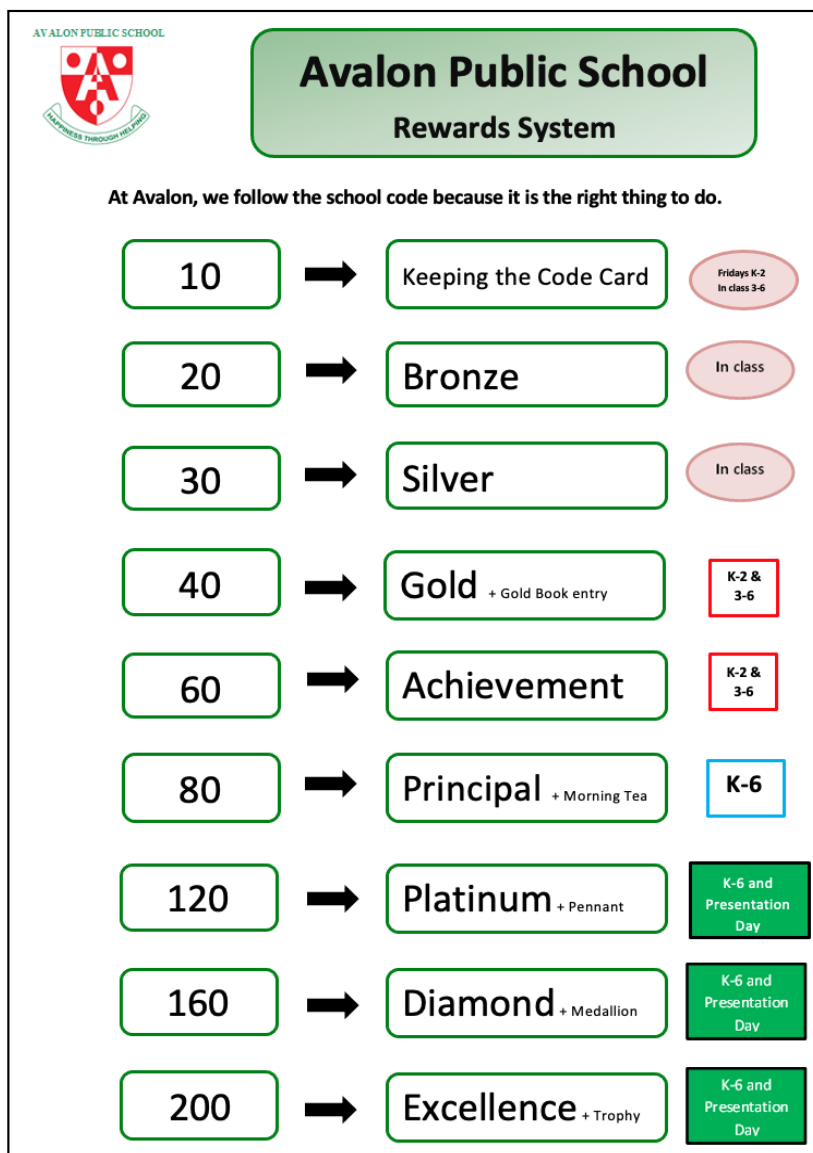 AVALON PUBLIC SCHOOL
HAPPINESS THROUGH HELPING
Avalon Public School
Rewards System
At Avalon, we follow the school code because it is the right thing to do.
10
Keeping the Code Card
Fridays K-2
In class 3-6
20
Bronze
In class
30
Silver
In class
40
Gold + Gold Book entry
K-2 &
3-6
60
Achievement
K-2 &
3-6
80
Principal + Morning Tea
K-6
120
Platinum + Pennant
K-6 and
Presentation
Day
160
Diamond + Medallion
K-6 and
Presentation
Day
200
Excellence + Trophy
K-6 and
Presentation
Day